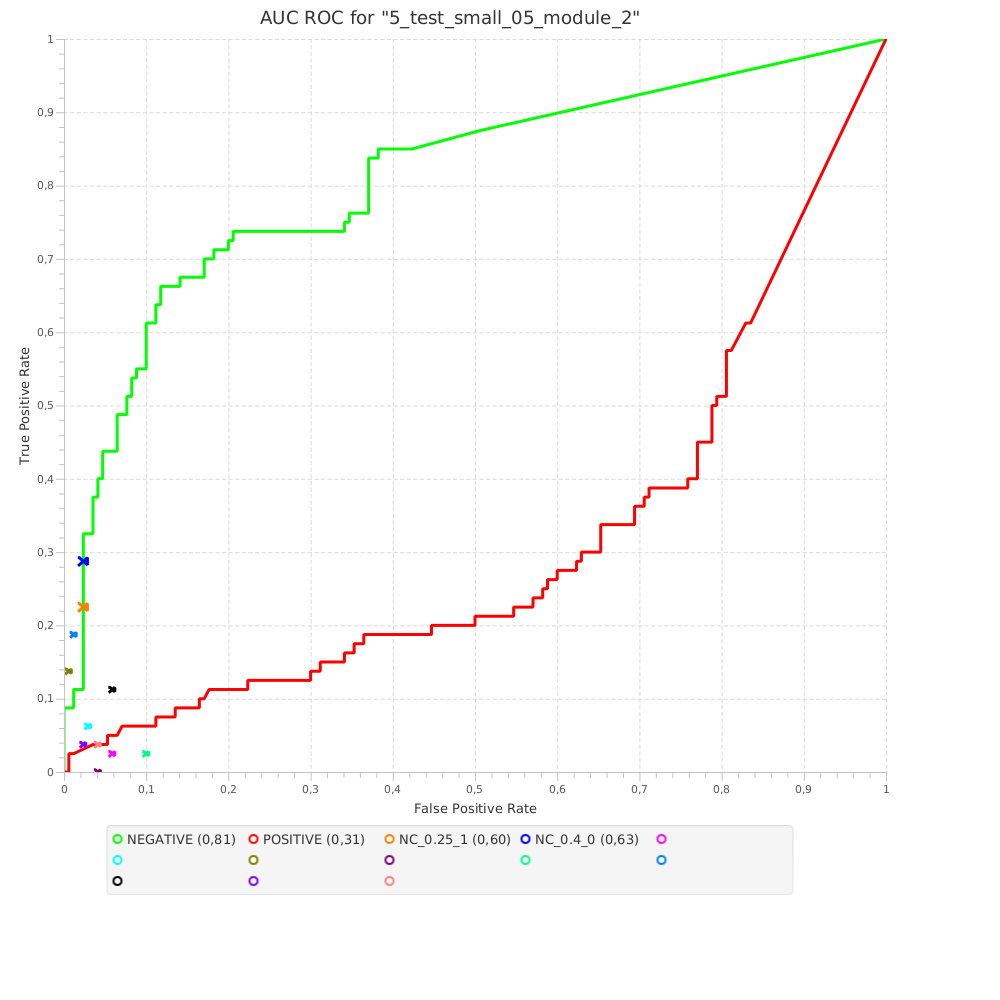 AUC ROC for "5_test_small_05_module_2"
1
0,9
0,8
0,7
0,6
0,5
0,4
0,3
0,2
0,1
0
True Positive Rate
0 0,1 0,2 0,3 0,4 0,5 0,6 0,7 0,8 0,9 1
False Positive Rate
NEGATIVE (0,81) POSITIVE (0,31) NC_0.25_1 (0,60) NC_0.4_0 (0,63)